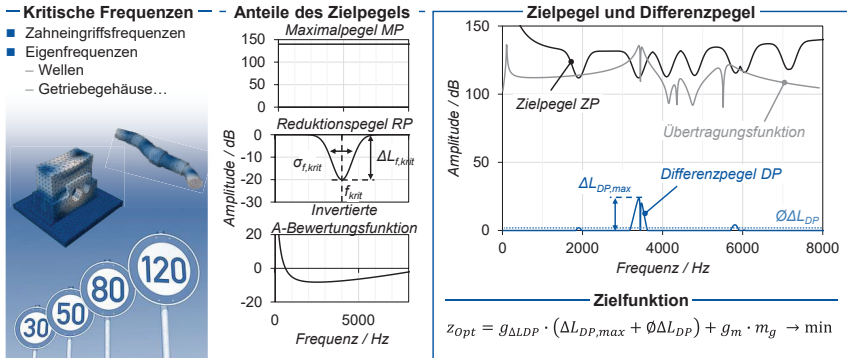 Kritische Frequenzen
Zahneingriffsfrequenzen
Eigenfrequenzen
– Wellen
– Getriebegehäuse…
30
50
80
120
Anteile des Zielpegels
Maximalpegel MP
150
100
50
0
Reduktionspegel RP
0
-10
-20
-30
σf,krit
ΔLf,krit
fkrit
Amplitude / dB
Invertierte
A-Bewertungsfunktion
20
0
-20
0
5000
Frequenz / Hz
Zielpegel und Differenzpegel
150
100
50
0
Amplitude / dB
Zielpegel ZP
Übertragungsfunktion
ΔLDP,max
Differenzpegel DP
ØΔLDP
0
2000
4000
6000
8000
Frequenz / Hz
Zielfunktion
zOpt = gΔLDP · (ΔLDP,max + ØΔLDP) + gm · mg → min